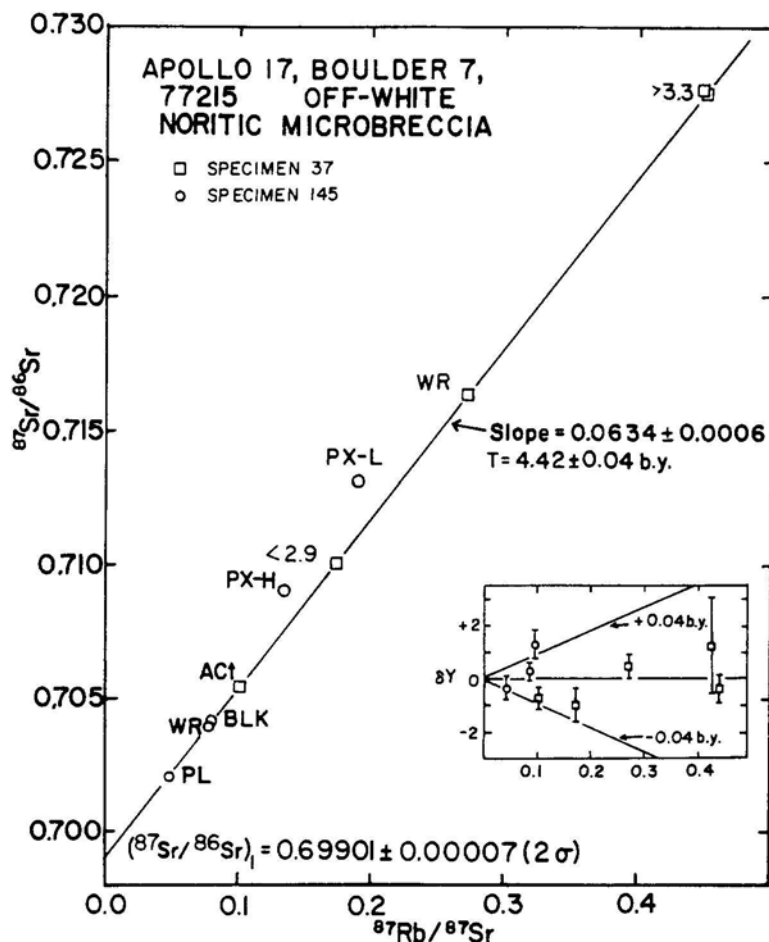 0.730
APOLLO 17, BOULDER 7,
77215 OFF-WHITE
NORITIC MICROBRECCIA
□ SPECIMEN 37
○ SPECIMEN 145
>3.3
0.725
0.720
⁸⁷Sr/⁸⁶Sr
WR
0.715
Slope = 0.0634 ± 0.0006
T = 4.42 ± 0.04 b.y.
PX-L
0.710
<2.9
PX-H
ACt
0.705
WR
BLK
PL
0.700
+2
δY 0
-2
+0.04 b.y.
-0.04 b.y.
0.1 0.2 0.3 0.4
(⁸⁷Sr/⁸⁶Sr)I = 0.69901 ± 0.00007 (2σ)
0.0 0.1 0.2 0.3 0.4
⁸⁷Rb/⁸⁷Sr